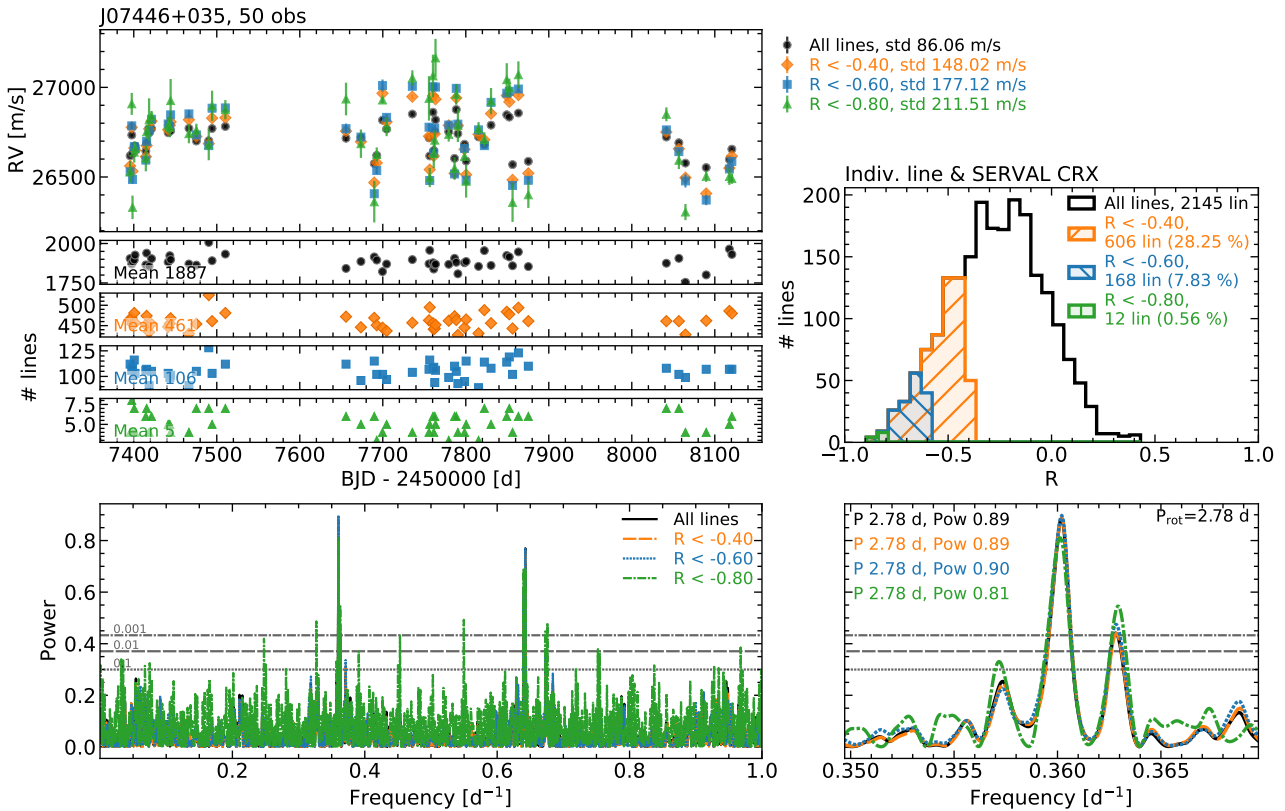 J07446+035, 50 obs
RV [m/s]
27000
26500
All lines, std 86.06 m/s
R < -0.40, std 148.02 m/s
R < -0.60, std 177.12 m/s
R < -0.80, std 211.51 m/s
# lines
2000
1750
Mean 1887
500
450
Mean 461
125
100
Mean 106
7.5
5.0
Mean 5
7400 7500 7600 7700 7800 7900 8000 8100
BJD - 2450000 [d]
Indiv. line & SERVAL CRX
# lines
200
150
100
50
0
All lines, 2145 lin
R < -0.40,
606 lin (28.25 %)
R < -0.60,
168 lin (7.83 %)
R < -0.80,
12 lin (0.56 %)
−1.0 −0.5 0.0 0.5 1.0
R
Power
0.8
0.6
0.4
0.2
0.0
0.001
0.01
0.1
All lines
R < -0.40
R < -0.60
R < -0.80
0.2 0.4 0.6 0.8 1.0
Frequency [d⁻¹]
P 2.78 d, Pow 0.89
P 2.78 d, Pow 0.89
P 2.78 d, Pow 0.90
P 2.78 d, Pow 0.81
Prot=2.78 d
0.350 0.355 0.360 0.365
Frequency [d⁻¹]